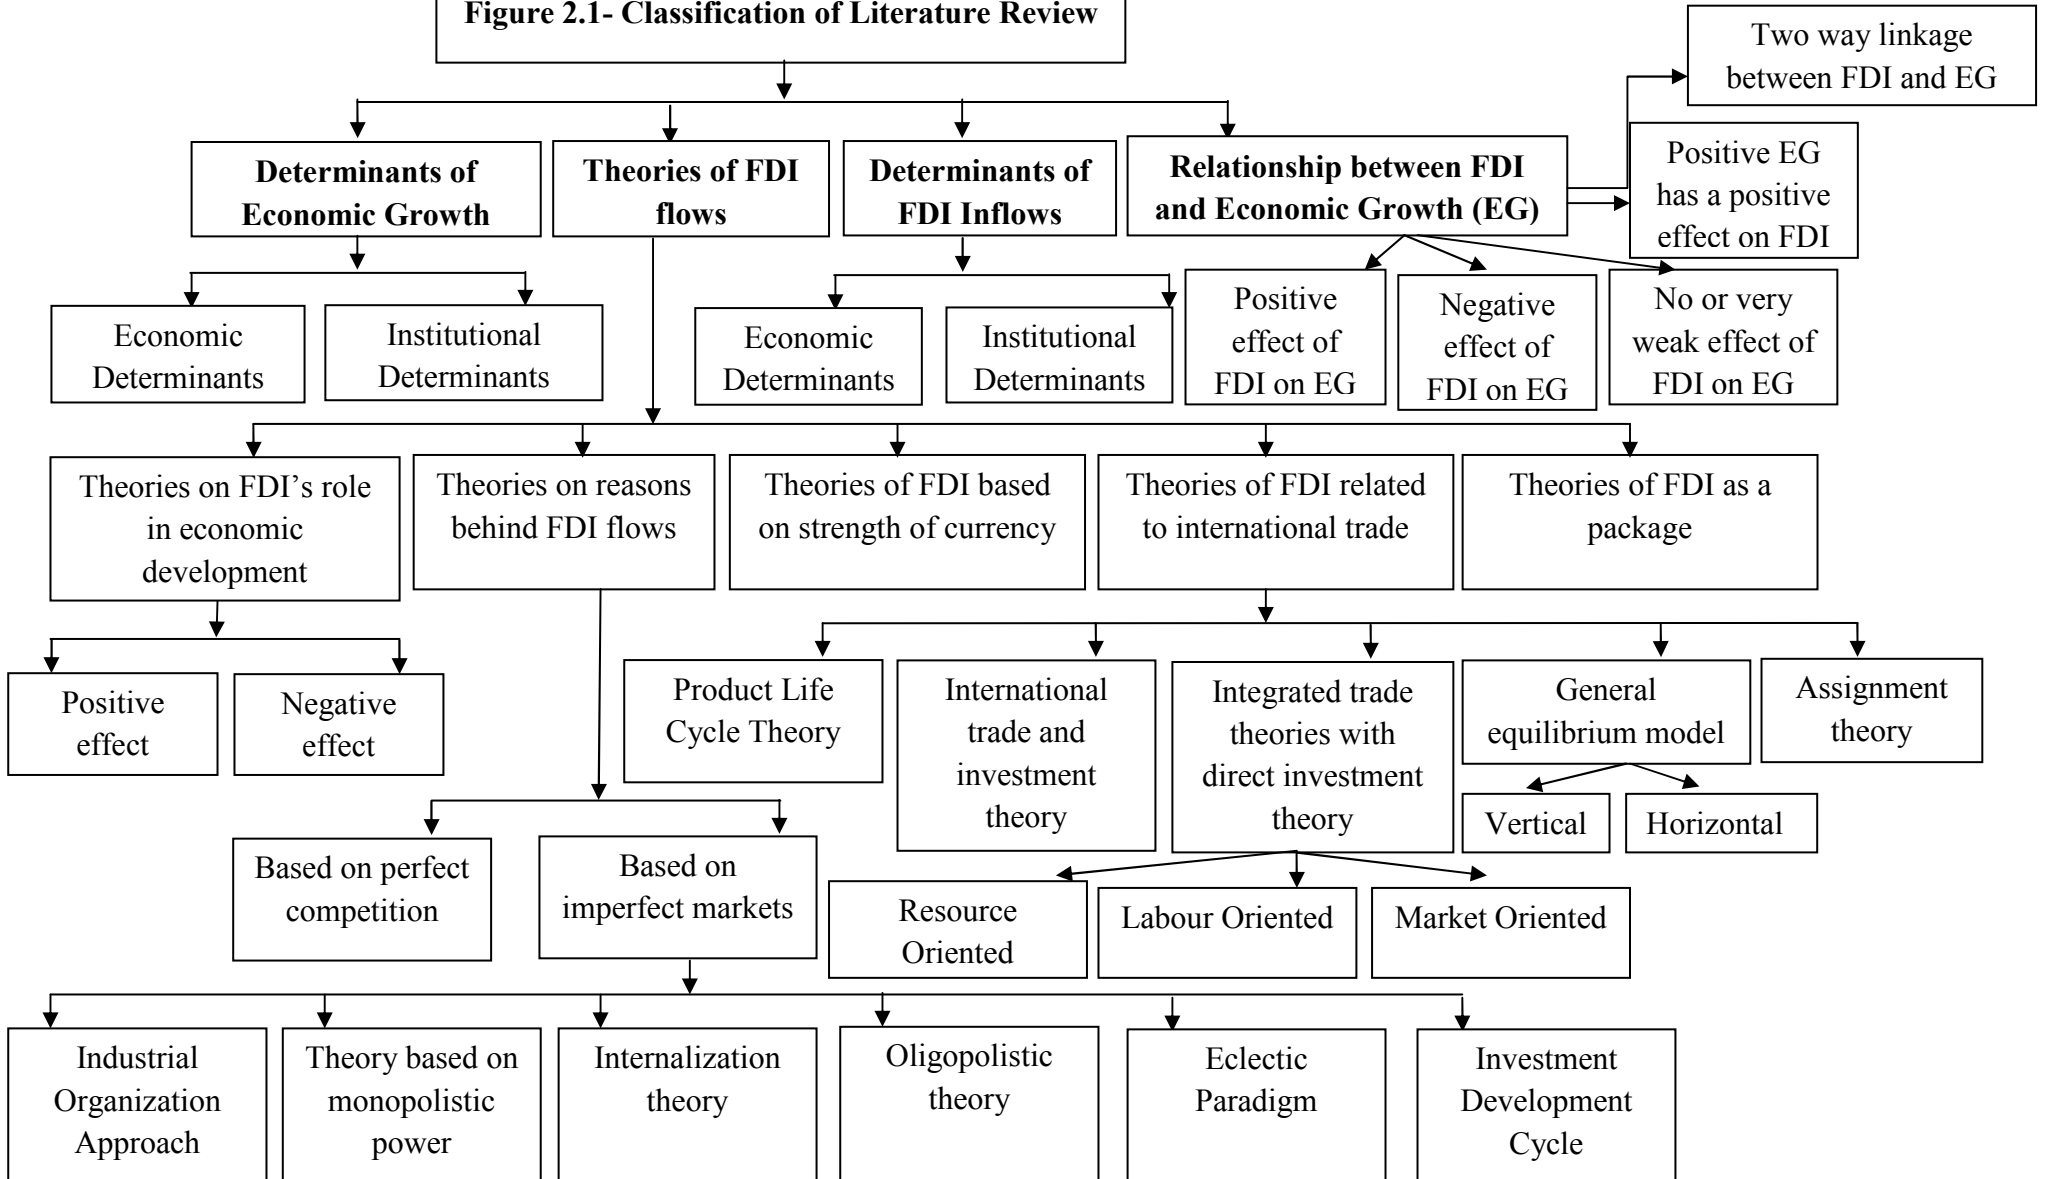 Figure 2.1- Classification of Literature Review
Two way linkage
between FDI and EG
Determinants of
Economic Growth
Theories of FDI
flows
Determinants of
FDI Inflows
Relationship between FDI
and Economic Growth (EG)
Positive EG
has a positive
effect on FDI
Economic
Determinants
Institutional
Determinants
Economic
Determinants
Institutional
Determinants
Positive
effect of
FDI on EG
Negative
effect of
FDI on EG
No or very
weak effect of
FDI on EG
Theories on FDI’s role
in economic
development
Theories on reasons
behind FDI flows
Theories of FDI based
on strength of currency
Theories of FDI related
to international trade
Theories of FDI as a
package
Positive
effect
Negative
effect
Product Life
Cycle Theory
International
trade and
investment
theory
Integrated trade
theories with
direct investment
theory
General
equilibrium model
Assignment
theory
Vertical
Horizontal
Based on perfect
competition
Based on
imperfect markets
Resource
Oriented
Labour Oriented
Market Oriented
Industrial
Organization
Approach
Theory based on
monopolistic
power
Internalization
theory
Oligopolistic
theory
Eclectic
Paradigm
Investment
Development
Cycle